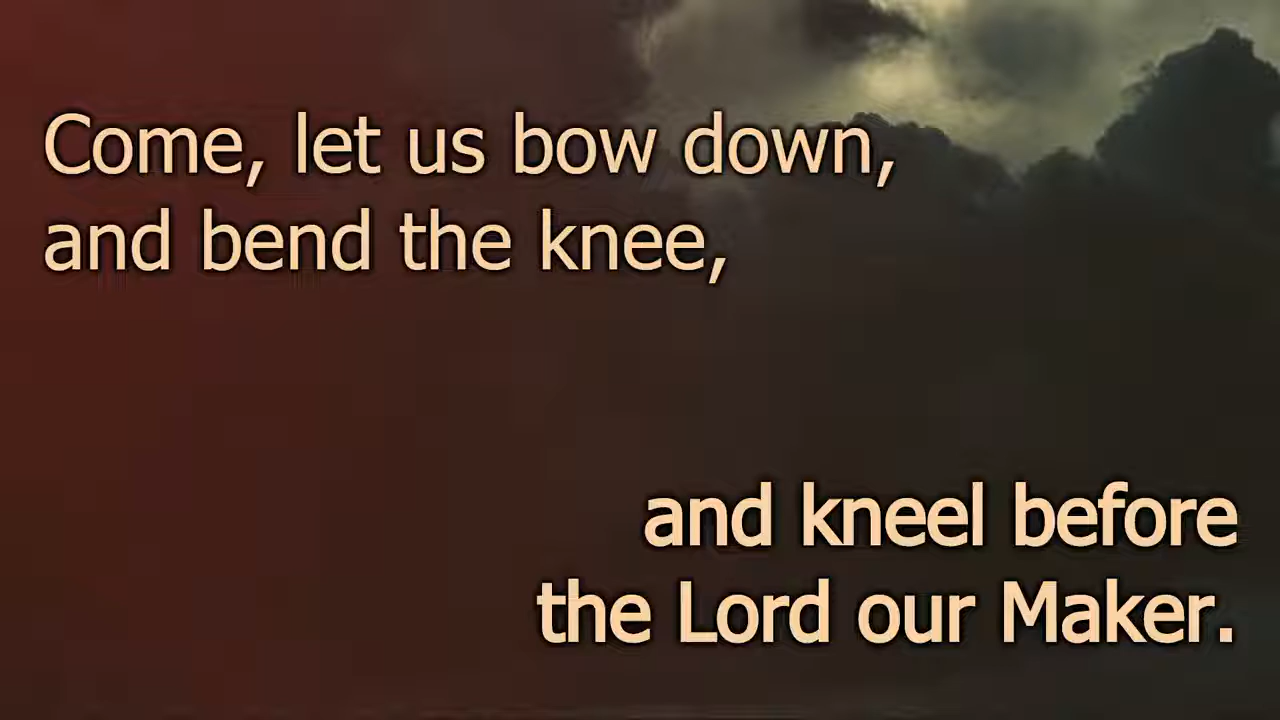 Come, let us bow down,
and bend the knee,
and kneel before
the Lord our Maker.